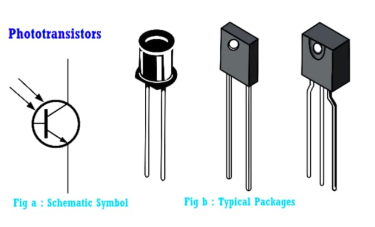 Phototransistors
Fig a : Schematic Symbol
Fig b : Typical Packages